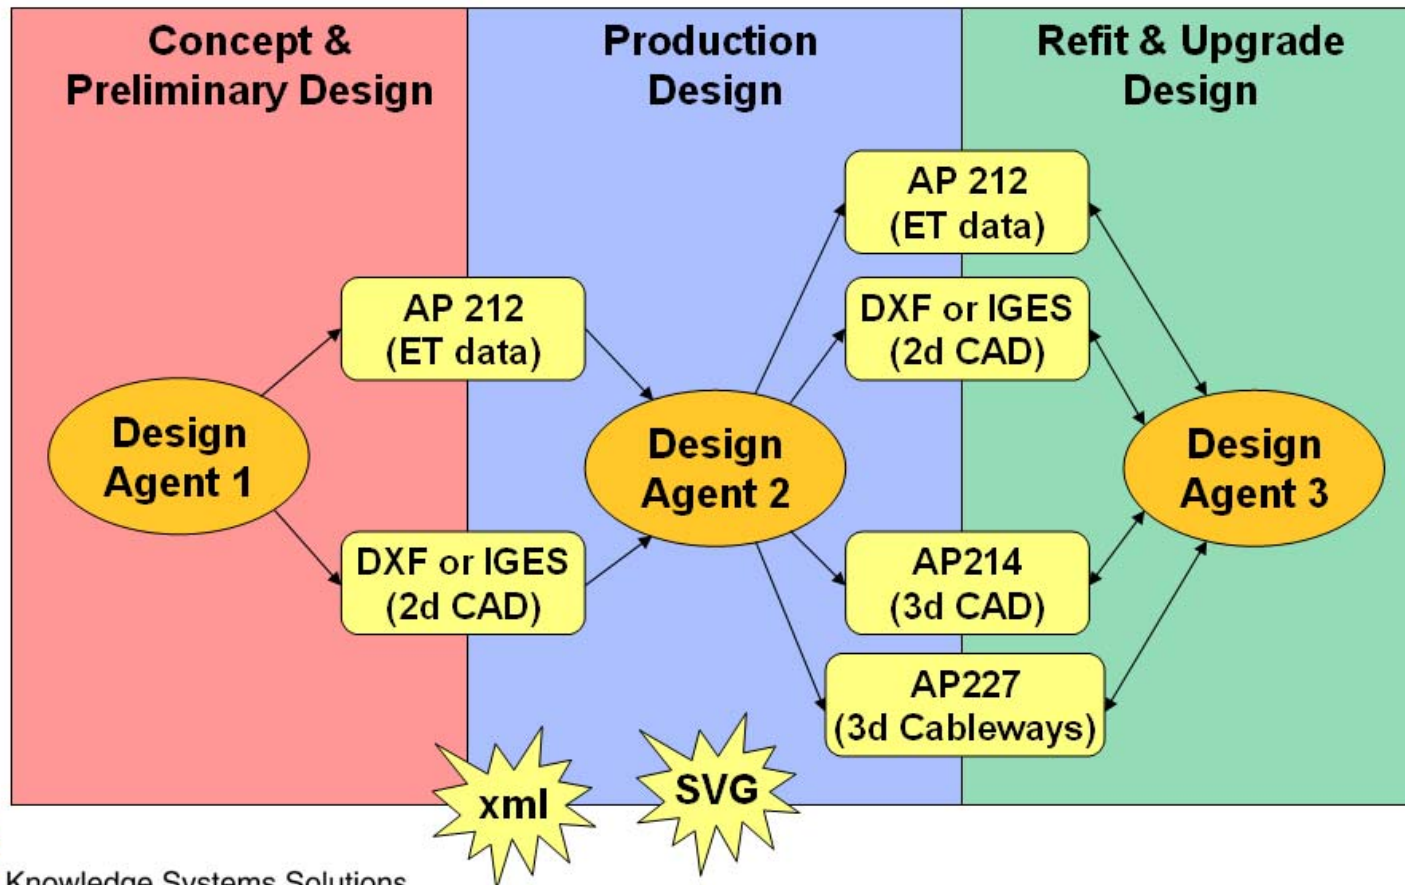 Concept &
Preliminary Design
Production
Design
Refit & Upgrade
Design
AP 212
(ET data)
DXF or IGES
(2d CAD)
AP 212
(ET data)
Design
Agent 1
Design
Agent 2
Design
Agent 3
DXF or IGES
(2d CAD)
AP214
(3d CAD)
AP227
(3d Cableways)
xml
SVG
Knowledge Systems Solutions